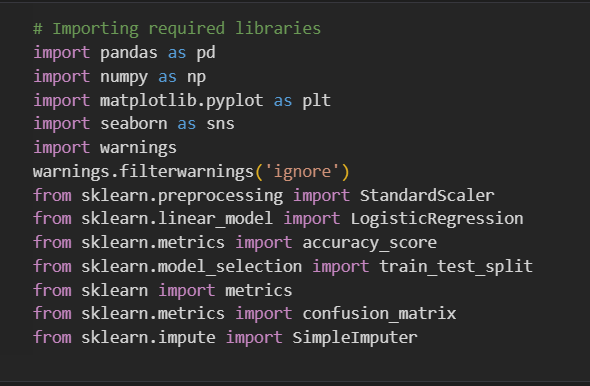 # Importing required libraries
import pandas as pd
import numpy as np
import matplotlib.pyplot as plt
import seaborn as sns
import warnings
warnings.filterwarnings('ignore')
from sklearn.preprocessing import StandardScaler
from sklearn.linear_model import LogisticRegression
from sklearn.metrics import accuracy_score
from sklearn.model_selection import train_test_split
from sklearn import metrics
from sklearn.metrics import confusion_matrix
from sklearn.impute import SimpleImputer